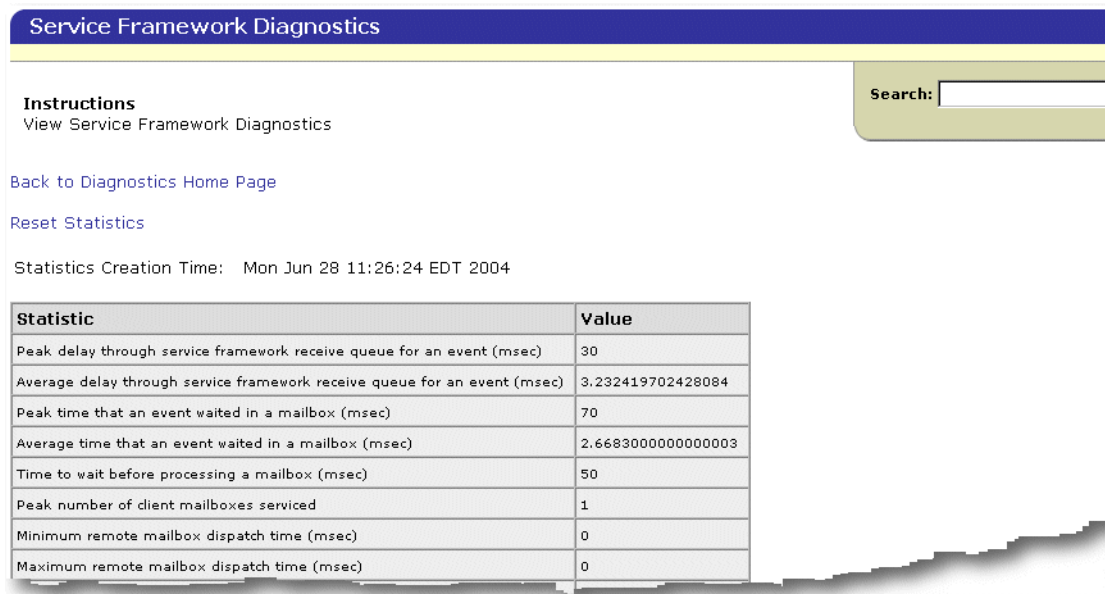 Service Framework Diagnostics
Instructions
View Service Framework Diagnostics
Search:
Back to Diagnostics Home Page
Reset Statistics
Statistics Creation Time: Mon Jun 28 11:26:24 EDT 2004
Statistic Value
Peak delay through service framework receive queue for an event (msec) 30
Average delay through service framework receive queue for an event (msec) 3.232419702428084
Peak time that an event waited in a mailbox (msec) 70
Average time that an event waited in a mailbox (msec) 2.6683000000000003
Time to wait before processing a mailbox (msec) 50
Peak number of client mailboxes serviced 1
Minimum remote mailbox dispatch time (msec) 0
Maximum remote mailbox dispatch time (msec) 0